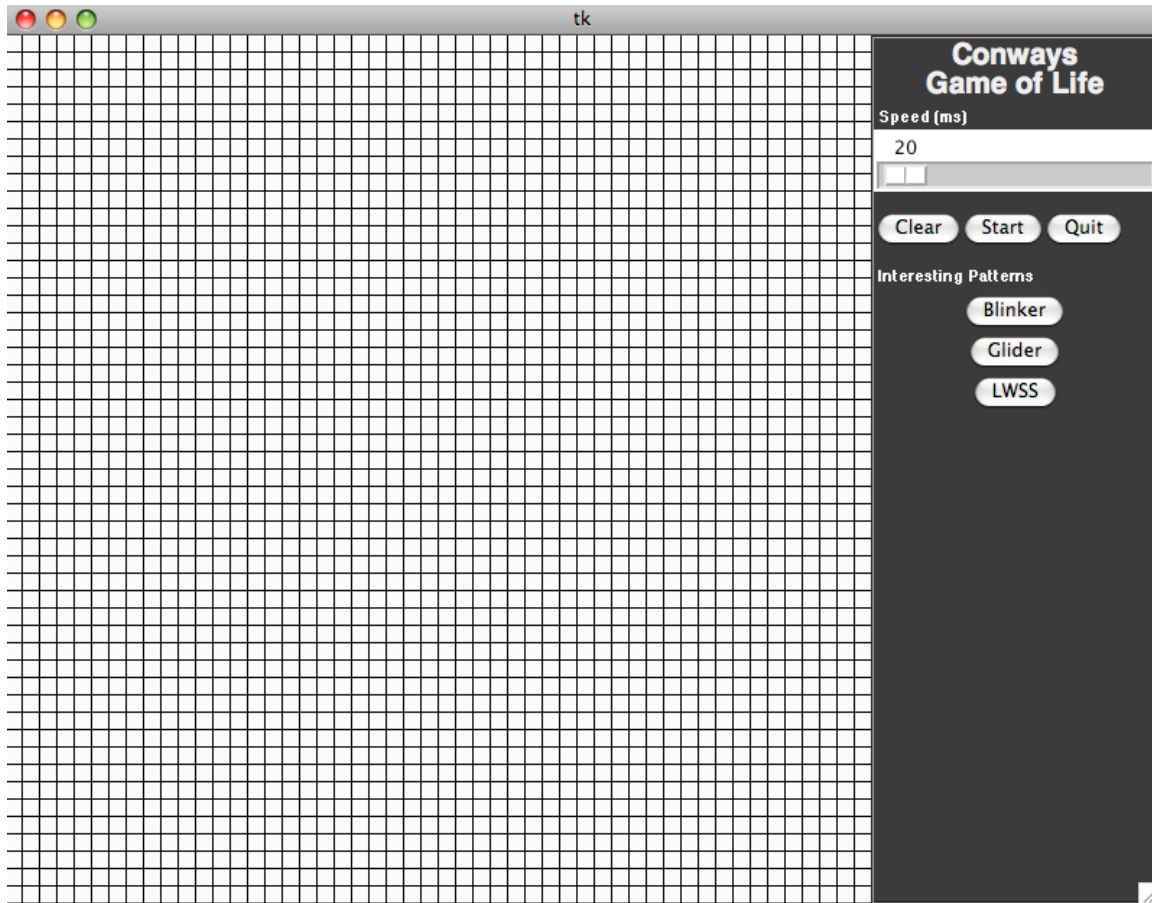 tk
Conways
Game of Life
Speed (ms)
20
Clear Start Quit
Interesting Patterns
Blinker
Glider
LWSS